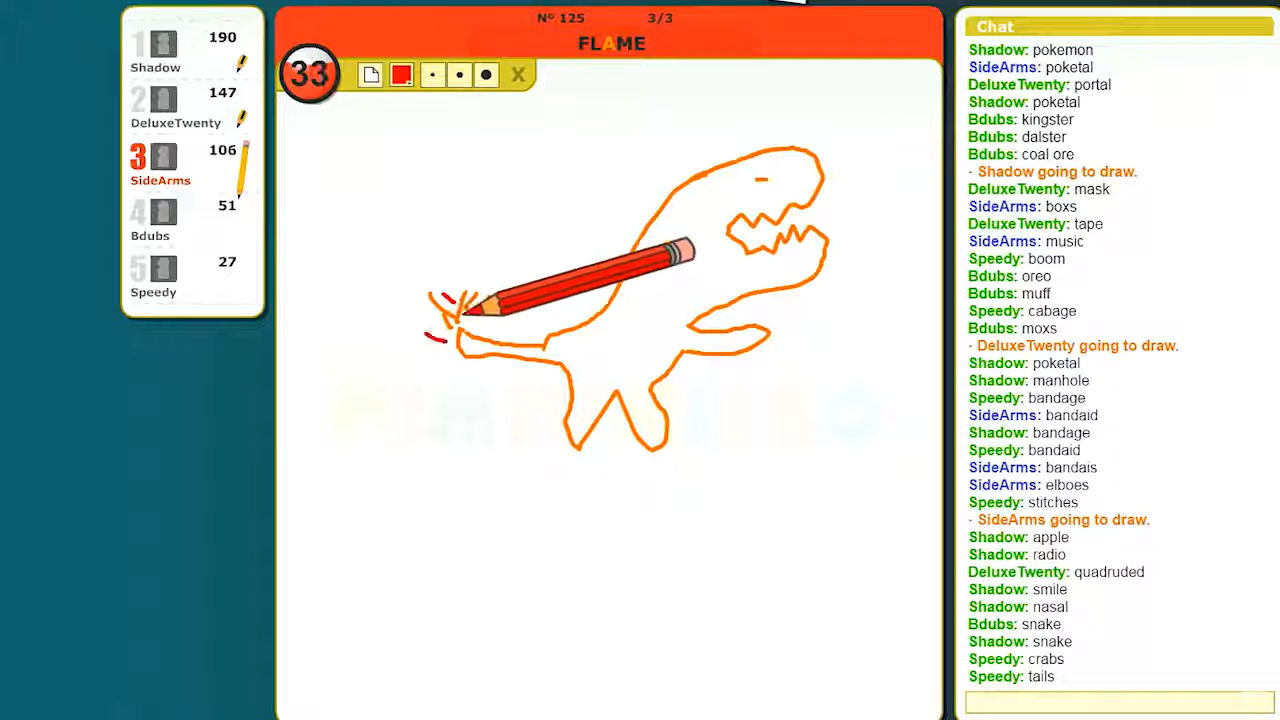 190
Shadow
147
DeluxeTwenty
106
SideArms
51
Bdubs
27
Speedy
1
2
3
4
5
Nº 125 3/3
FLAME
33
X
Chat
Shadow: pokemon
SideArms: poketal
DeluxeTwenty: portal
Shadow: poketal
Bdubs: kingster
Bdubs: dalster
Bdubs: coal ore
· Shadow going to draw.
DeluxeTwenty: mask
SideArms: boxs
DeluxeTwenty: tape
SideArms: music
Speedy: boom
Bdubs: oreo
Bdubs: muff
Speedy: cabage
Bdubs: moxs
· DeluxeTwenty going to draw.
Shadow: poketal
Shadow: manhole
Speedy: bandage
SideArms: bandaid
Shadow: bandage
Speedy: bandaid
SideArms: bandais
SideArms: elboes
Speedy: stitches
· SideArms going to draw.
Shadow: apple
Shadow: radio
DeluxeTwenty: quadruded
Shadow: smile
Shadow: nasal
Bdubs: snake
Shadow: snake
Speedy: crabs
Speedy: tails